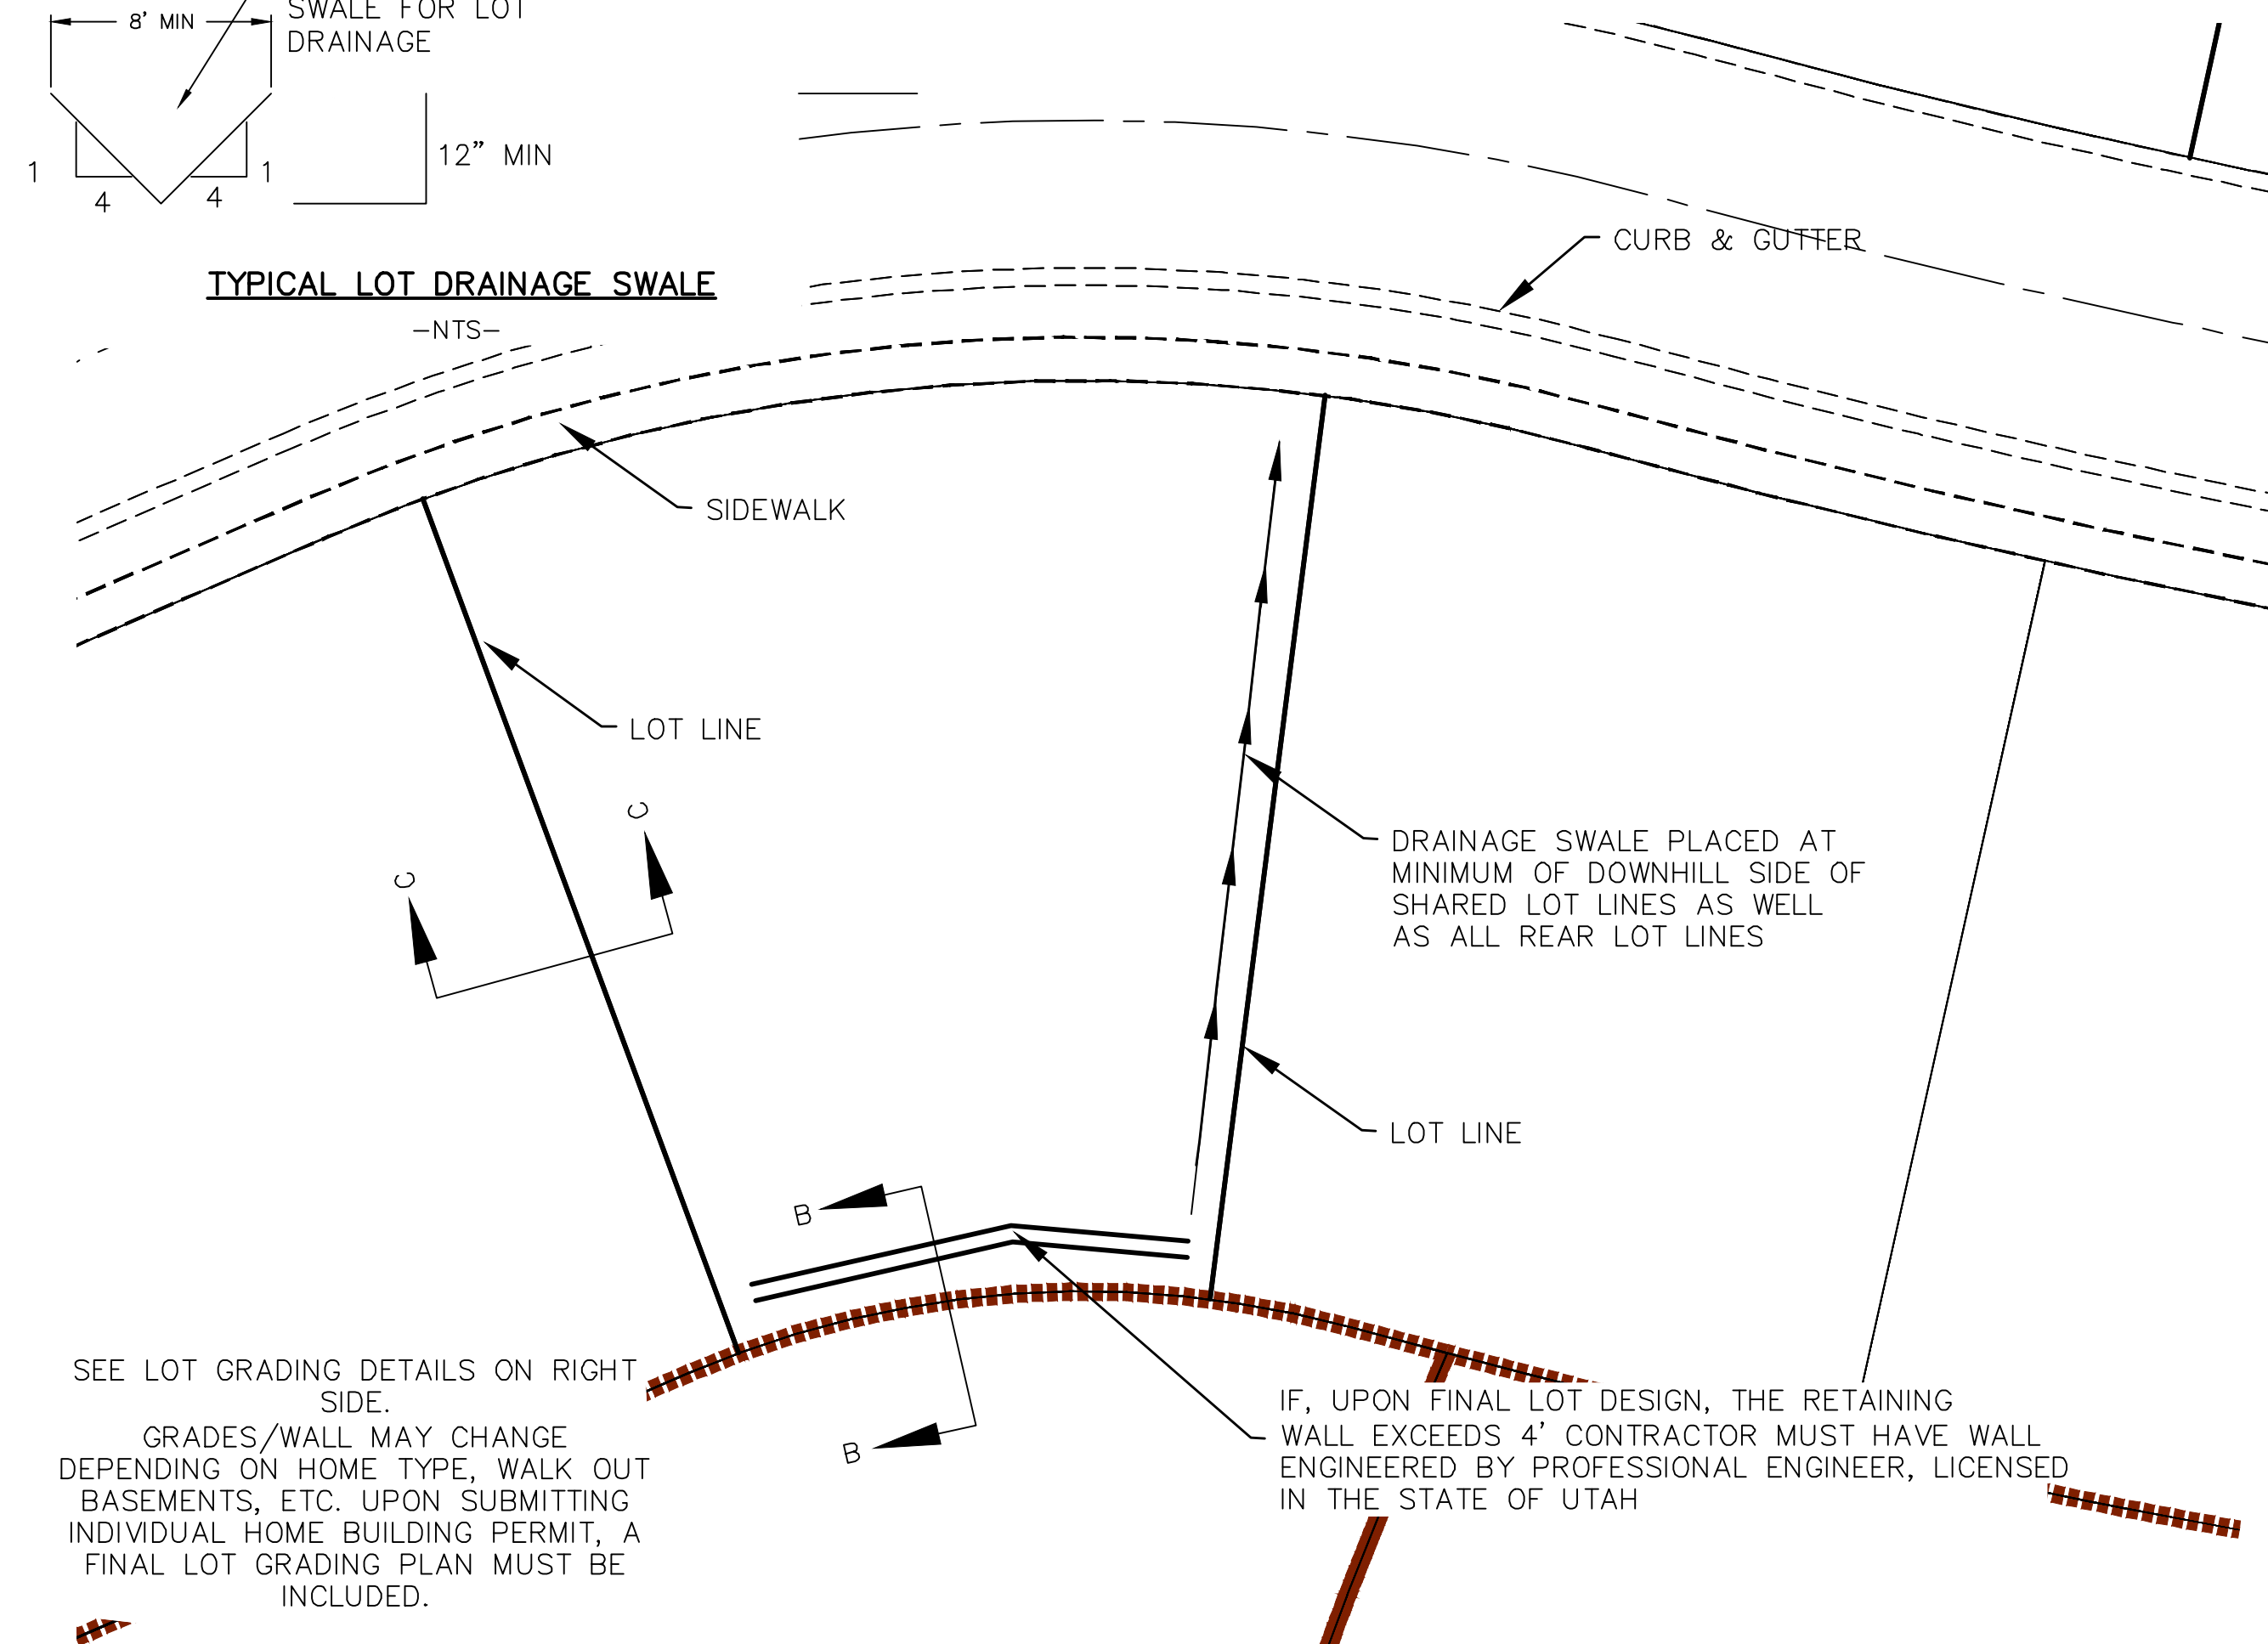 8' MIN
SWALE FOR LOT
DRAINAGE
12" MIN
1
4
4
1
TYPICAL LOT DRAINAGE SWALE
-NTS-
CURB & GUTTER
SIDEWALK
LOT LINE
C
C
DRAINAGE SWALE PLACED AT
MINIMUM OF DOWNHILL SIDE OF
SHARED LOT LINES AS WELL
AS ALL REAR LOT LINES
LOT LINE
B
B
SEE LOT GRADING DETAILS ON RIGHT
SIDE.
GRADES/WALL MAY CHANGE
DEPENDING ON HOME TYPE, WALK OUT
BASEMENTS, ETC. UPON SUBMITTING
INDIVIDUAL HOME BUILDING PERMIT, A
FINAL LOT GRADING PLAN MUST BE
INCLUDED.
IF, UPON FINAL LOT DESIGN, THE RETAINING
WALL EXCEEDS 4' CONTRACTOR MUST HAVE WALL
ENGINEERED BY PROFESSIONAL ENGINEER, LICENSED
IN THE STATE OF UTAH